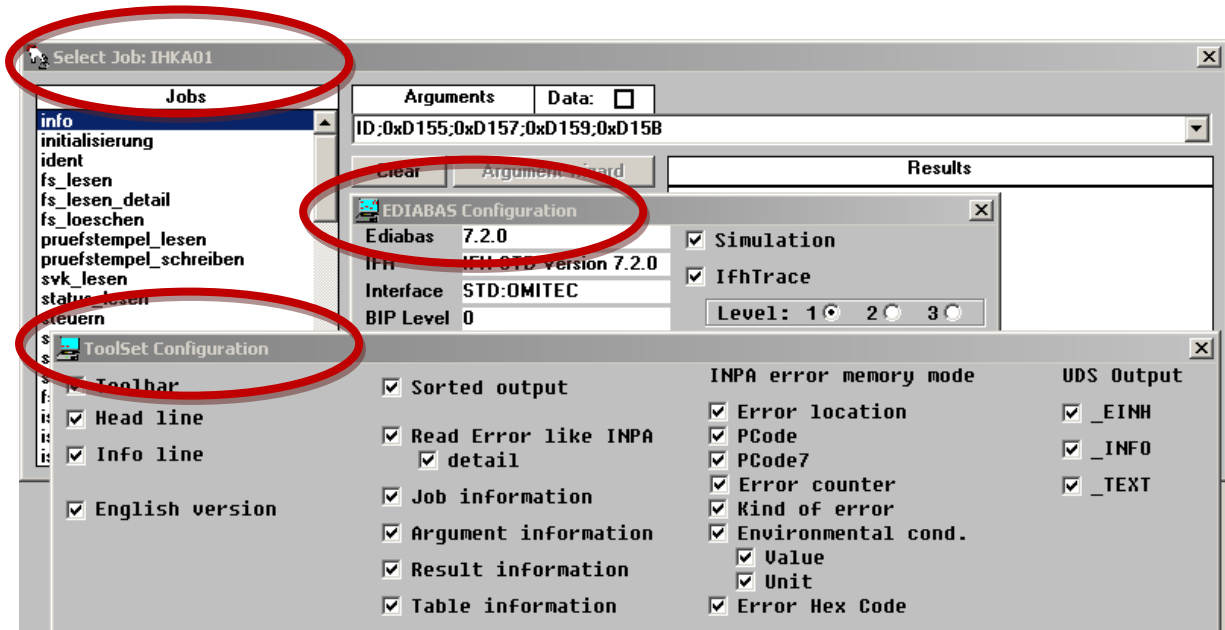 Select Job: IHKA01
Jobs
info
initialisierung
ident
fs_lesen
fs_lesen_detail
fs_loeschen
pruefstempel_lesen
pruefstempel_schreiben
svk_lesen
status_lesen
steuern
Arguments Data:
ID;0xD155;0xD157;0xD159;0xD15B
Clear Argument Wizard
Results
EDIABAS Configuration
Ediabas 7.2.0
IFH IFH-STD Version 7.2.0
Interface STD:OMITEC
BIP Level 0
Simulation
IfhTrace
Level: 1 2 3
ToolSet Configuration
Toolbar
Head line
Info line
English version
Sorted output
Read Error like INPA
detail
Job information
Argument information
Result information
Table information
INPA error memory mode
Error location
PCode
PCode7
Error counter
Kind of error
Environmental cond.
Value
Unit
Error Hex Code
UDS Output
_EINH
_INFO
_TEXT